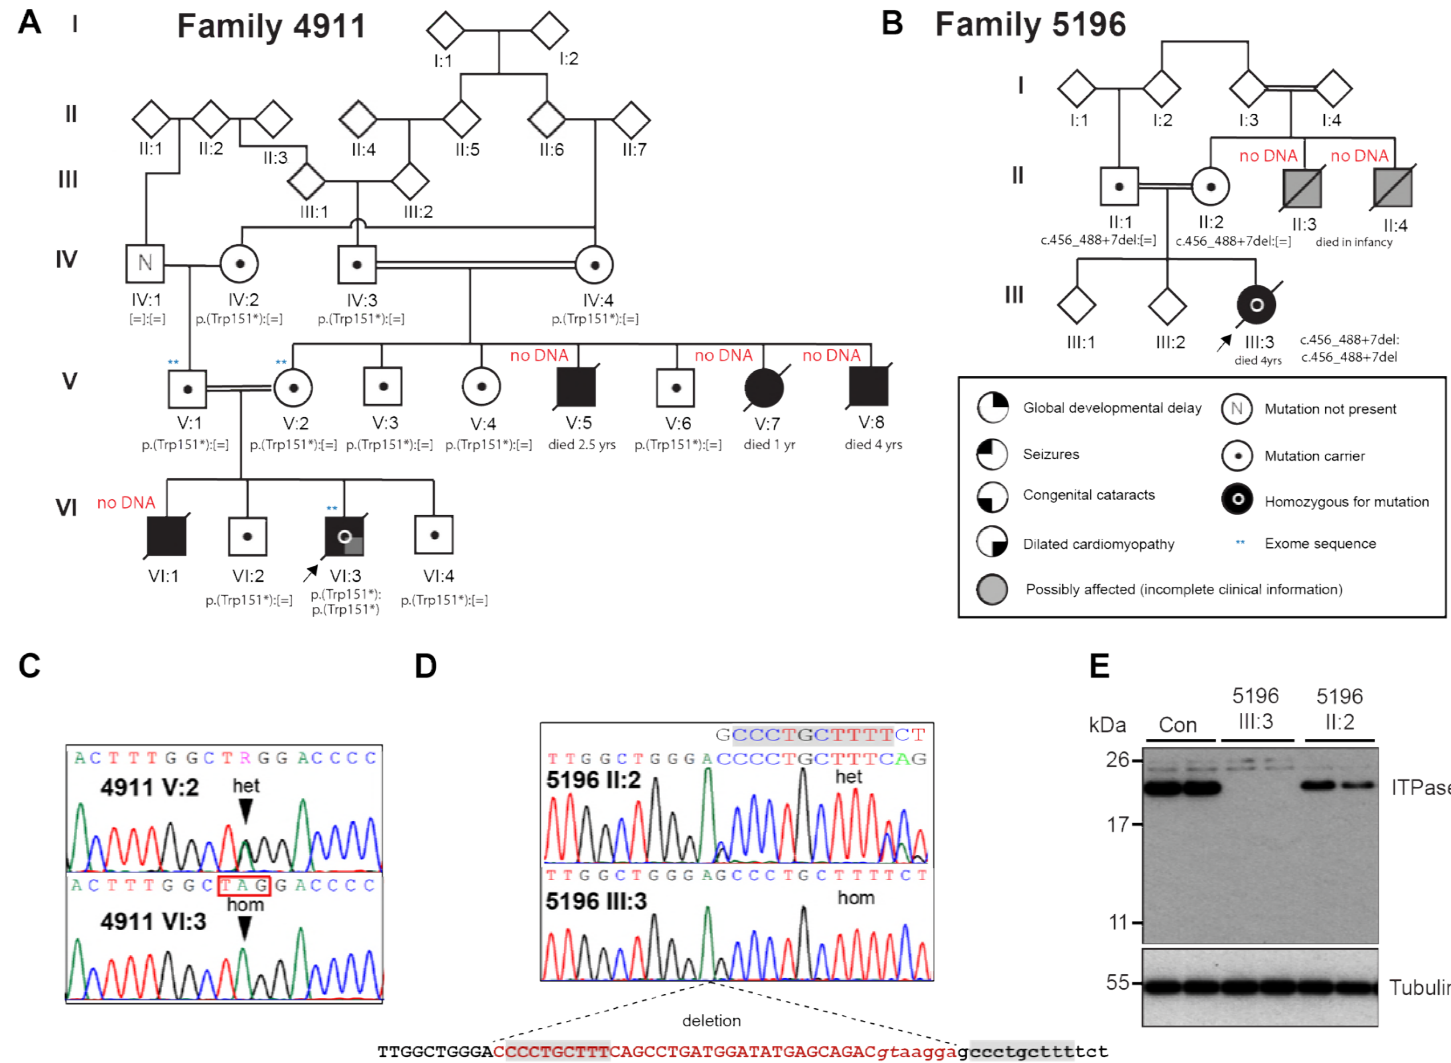 A
Family 4911
I
I:1
I:2
II
II:1
II:2
II:3
II:4
II:5
II:6
II:7
III
III:1
III:2
IV
N
IV:1
IV:2
IV:3
IV:4
[=]:[=]
p.(Trp151*):[=]
p.(Trp151*):[=]
p.(Trp151*):[=]
V
**
**
no DNA
no DNA
no DNA
V:1
V:2
V:3
V:4
V:5
V:6
V:7
V:8
p.(Trp151*):[=]
p.(Trp151*):[=]
p.(Trp151*):[=]
p.(Trp151*):[=]
died 2.5 yrs
p.(Trp151*):[=]
died 1 yr
died 4 yrs
VI
no DNA
**
VI:1
VI:2
VI:3
VI:4
p.(Trp151*):[=]
p.(Trp151*):
p.(Trp151*)
p.(Trp151*):[=]
B
Family 5196
I
I:1
I:2
I:3
I:4
no DNA
no DNA
II
II:1
II:2
II:3
II:4
c.456_488+7del:[=]
c.456_488+7del:[=]
died in infancy
III
III:1
III:2
III:3
died 4yrs
c.456_488+7del:
c.456_488+7del
Global developmental delay
N
Mutation not present
Seizures
Mutation carrier
Congenital cataracts
Homozygous for mutation
Dilated cardiomyopathy
**
Exome sequence
Possibly affected (incomplete clinical information)
C
ACTTTGGCTRGGACCCC
4911 V:2
het
ACTTTGGCTAGGACCCC
4911 VI:3
hom
D
GCCCTGCTTTTCT
TTGGCTGGGACCCCTGCTTTCAG
5196 II:2
het
TTGGCTGGGAGCCCTGCTTTTCT
5196 III:3
hom
deletion
TTGGCTGGGACCCCTGCTTTCAGCCTGATGGATATGAGCAGACgtaaggagccctgcttttct
E
kDa
Con
5196
III:3
5196
II:2
26
17
11
55
ITPase
Tubulin